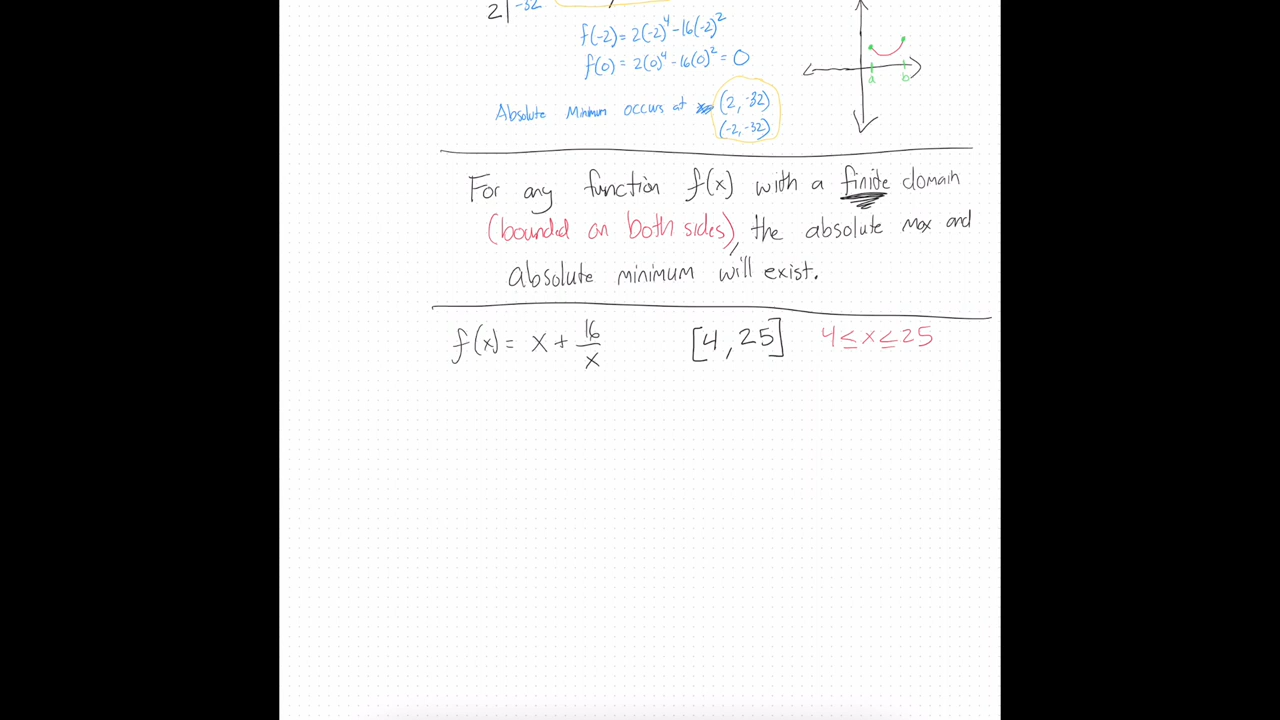 2| -32
f(-2) = 2(-2)⁴ - 16(-2)²
f(0) = 2(0)⁴ - 16(0)² = 0
a b
Absolute Minimum occurs at (2, -32)
(-2, -32)
For any function f(x) with a finite domain
(bounded on both sides), the absolute max and
absolute minimum will exist.
f(x) = x + 16/x [4, 25] 4 ≤ x ≤ 25